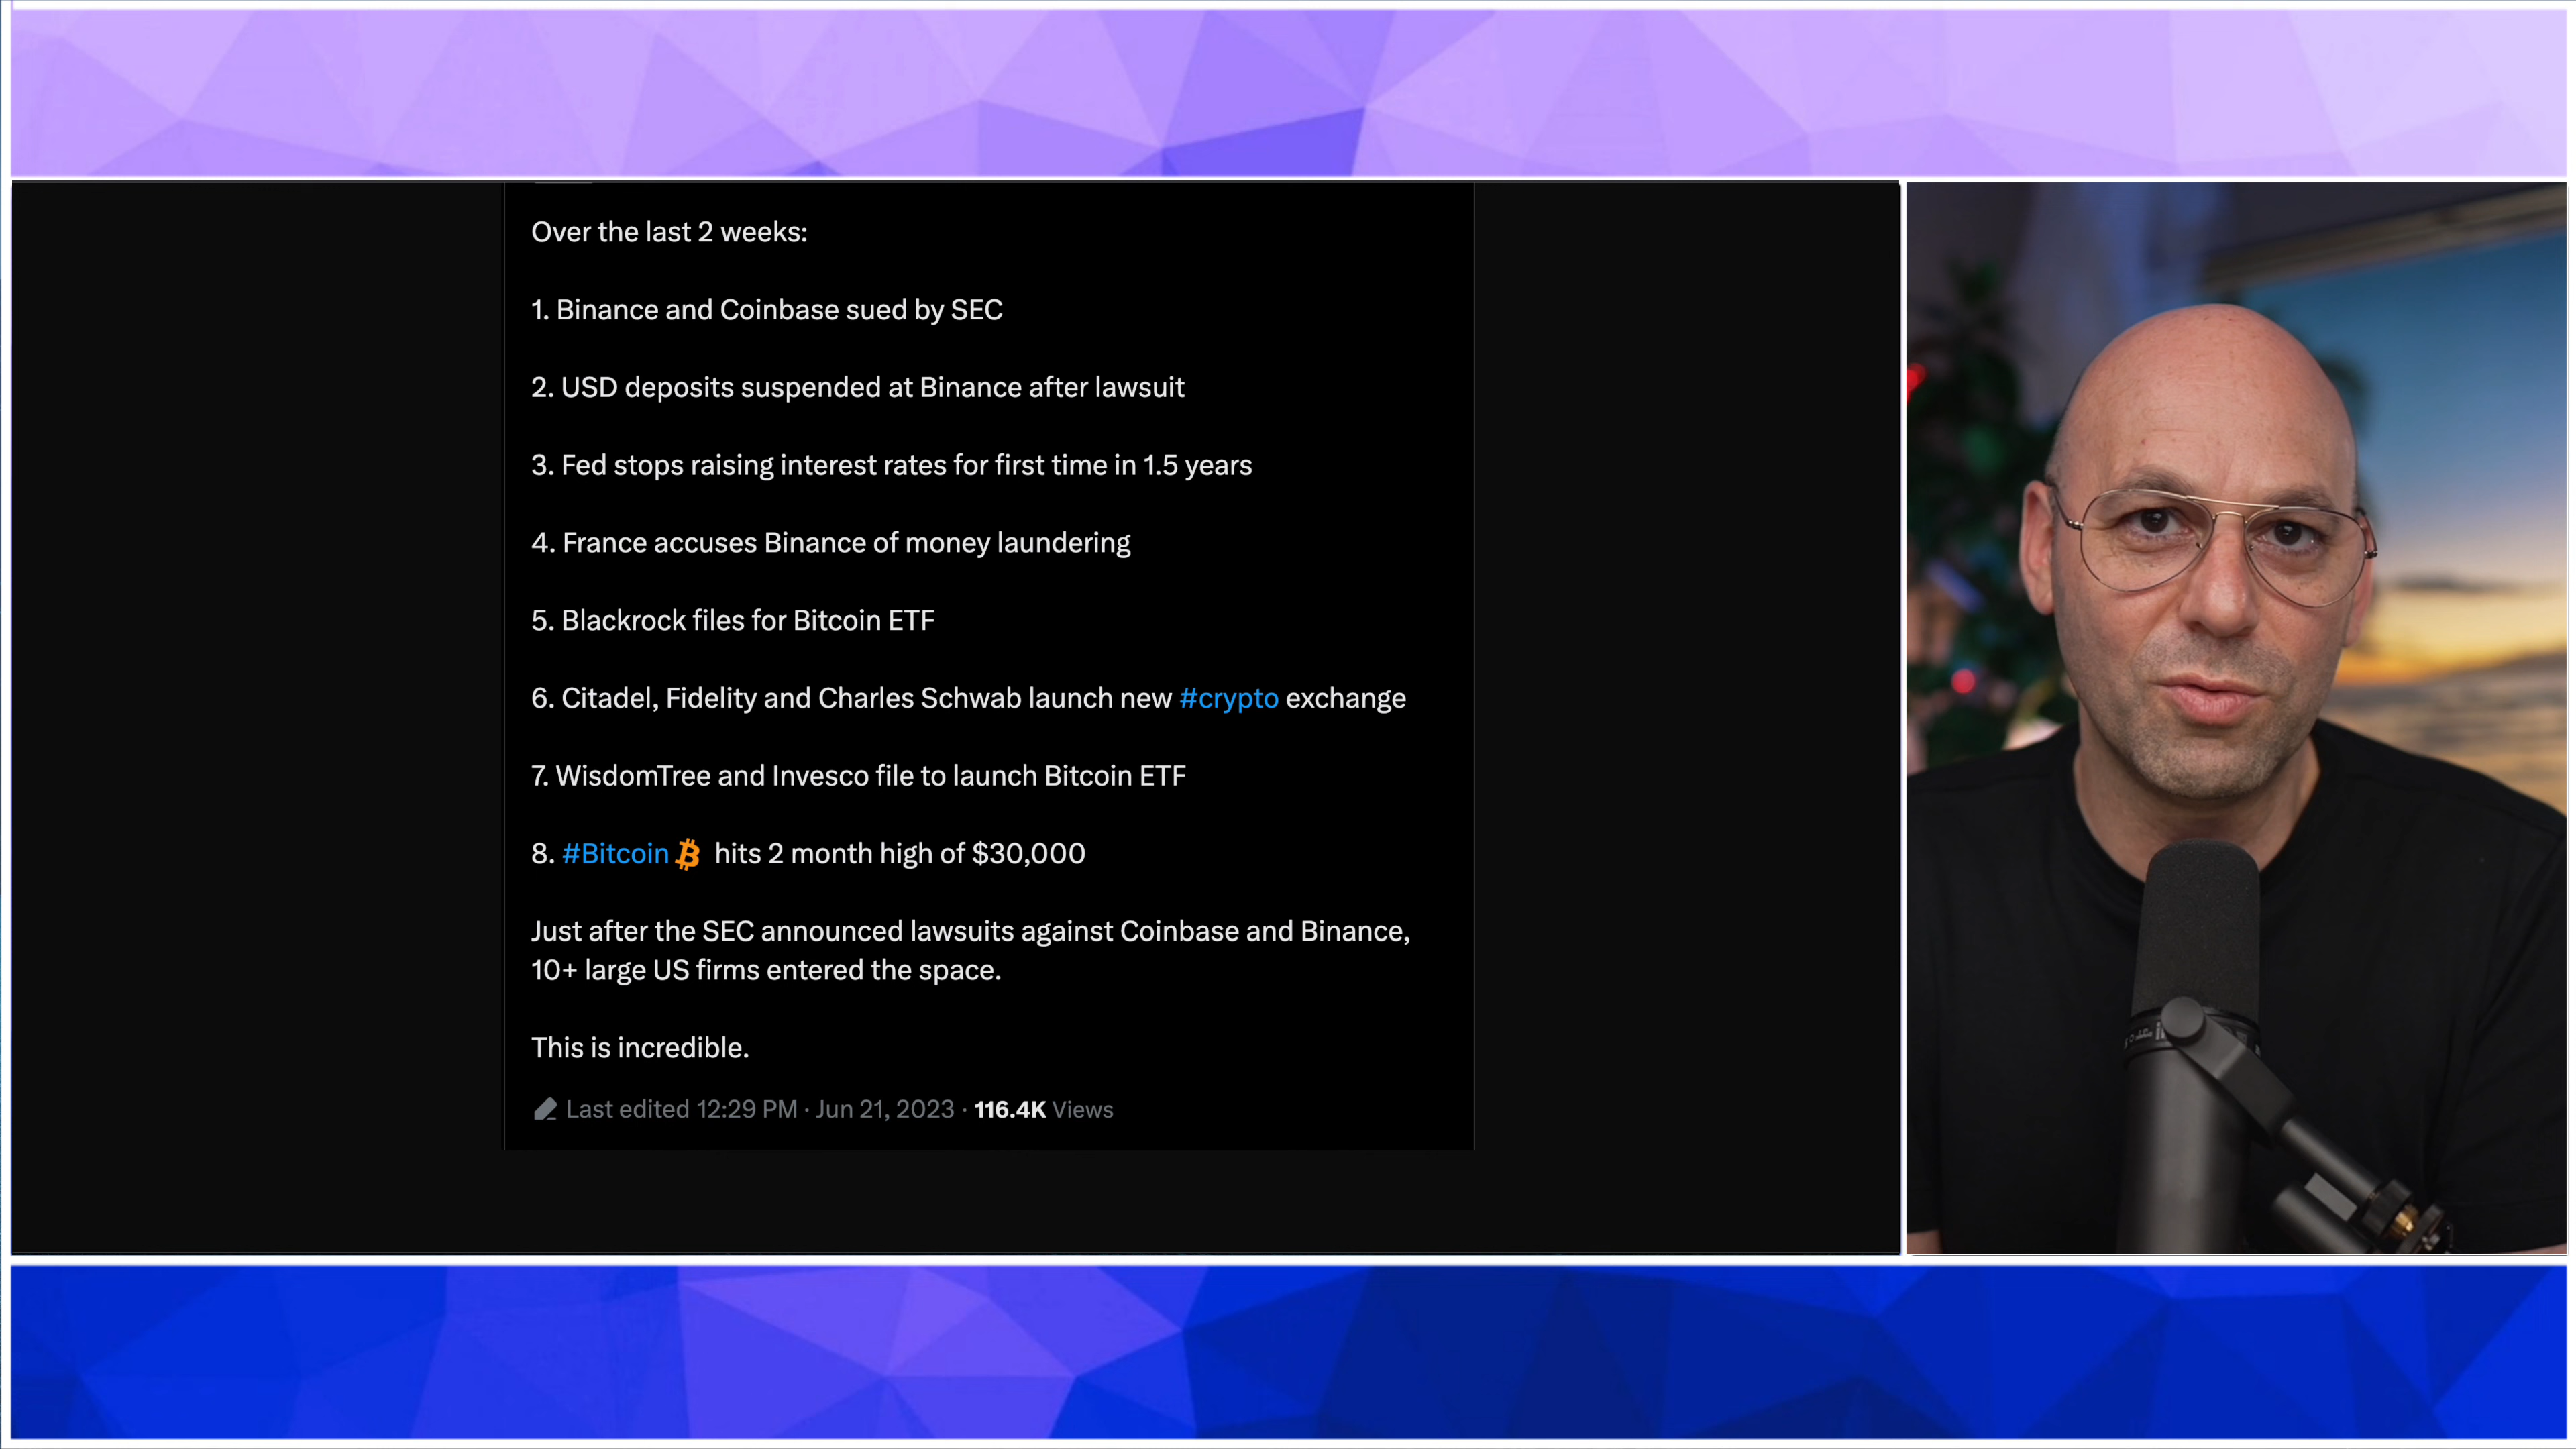 Over the last 2 weeks:
1. Binance and Coinbase sued by SEC
2. USD deposits suspended at Binance after lawsuit
3. Fed stops raising interest rates for first time in 1.5 years
4. France accuses Binance of money laundering
5. Blackrock files for Bitcoin ETF
6. Citadel, Fidelity and Charles Schwab launch new #crypto exchange
7. WisdomTree and Invesco file to launch Bitcoin ETF
8. #Bitcoin hits 2 month high of $30,000
Just after the SEC announced lawsuits against Coinbase and Binance,
10+ large US firms entered the space.
This is incredible.
Last edited 12:29 PM · Jun 21, 2023 · 116.4K Views